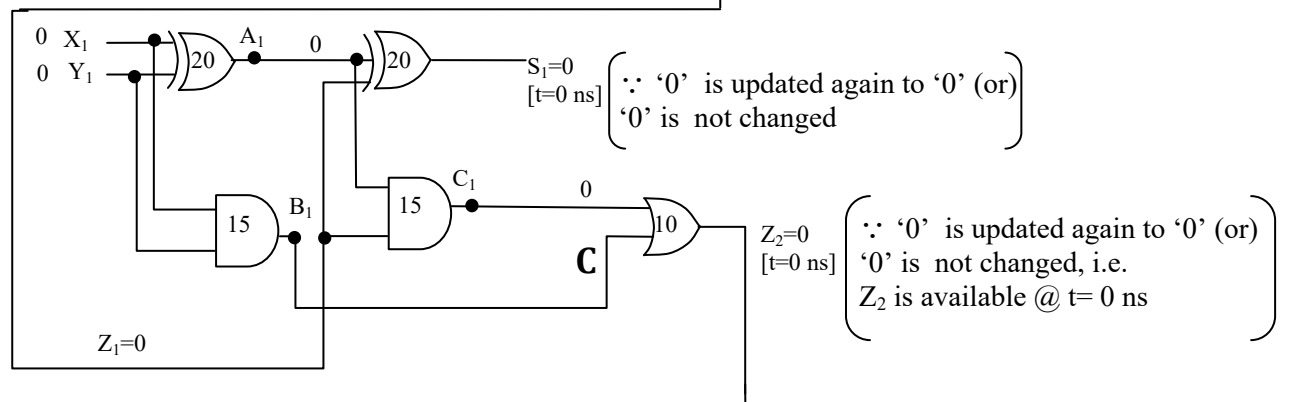 0 X₁
0 Y₁
20
A₁
0
20
S₁=0
[t=0 ns]
∵ ‘0’ is updated again to ‘0’ (or)
‘0’ is not changed
15
B₁
15
C₁
0
10
C
Z₂=0
[t=0 ns]
∵ ‘0’ is updated again to ‘0’ (or)
‘0’ is not changed, i.e.
Z₂ is available @ t= 0 ns
Z₁=0